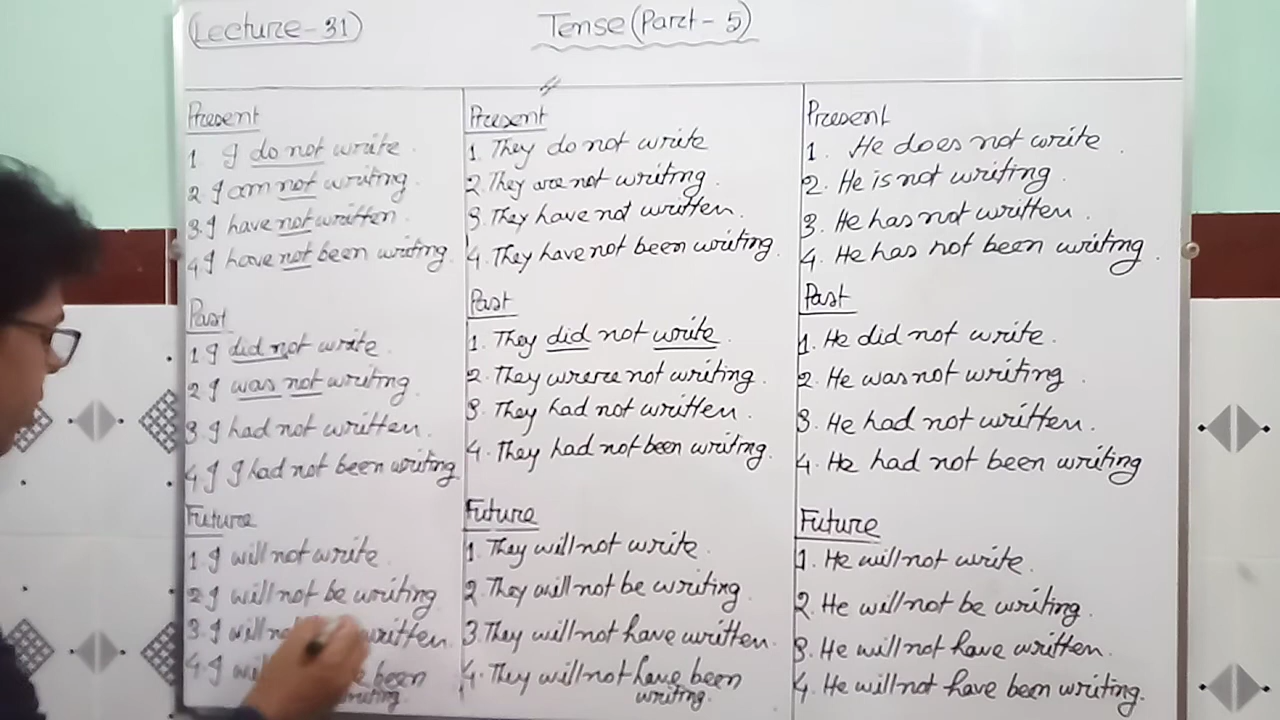 (Lecture-31)
Tense (Part-5)
Present
1 I do not write.
2 I am not writing.
3. I have not written.
4 I have not been writing.
Past
1 I did not write.
2 I was not writing.
3. I had not written.
4 I I had not been writing
Future
1. I will not write.
2 I will not be writing
3. I will written.
4. I been
writing.
Present
1. They do not write
2. They are not writing.
3. They have not written.
4. They have not been writing.
Past
1. They did not write.
2. They were not writing.
3. They had not written.
4. They had not been writing.
Future
1. They will not write.
2. They will not be writing.
3. They will not have written.
4. They will not have been
writing.
Present
1. He does not write.
2. He is not writing.
3. He has not written.
4. He has not been writing.
Past
1. He did not write.
2. He was not writing.
3. He had not written.
4. He had not been writing
Future
1. He will not write.
2. He will not be writing.
3. He will not have written.
4. He will not have been writing.